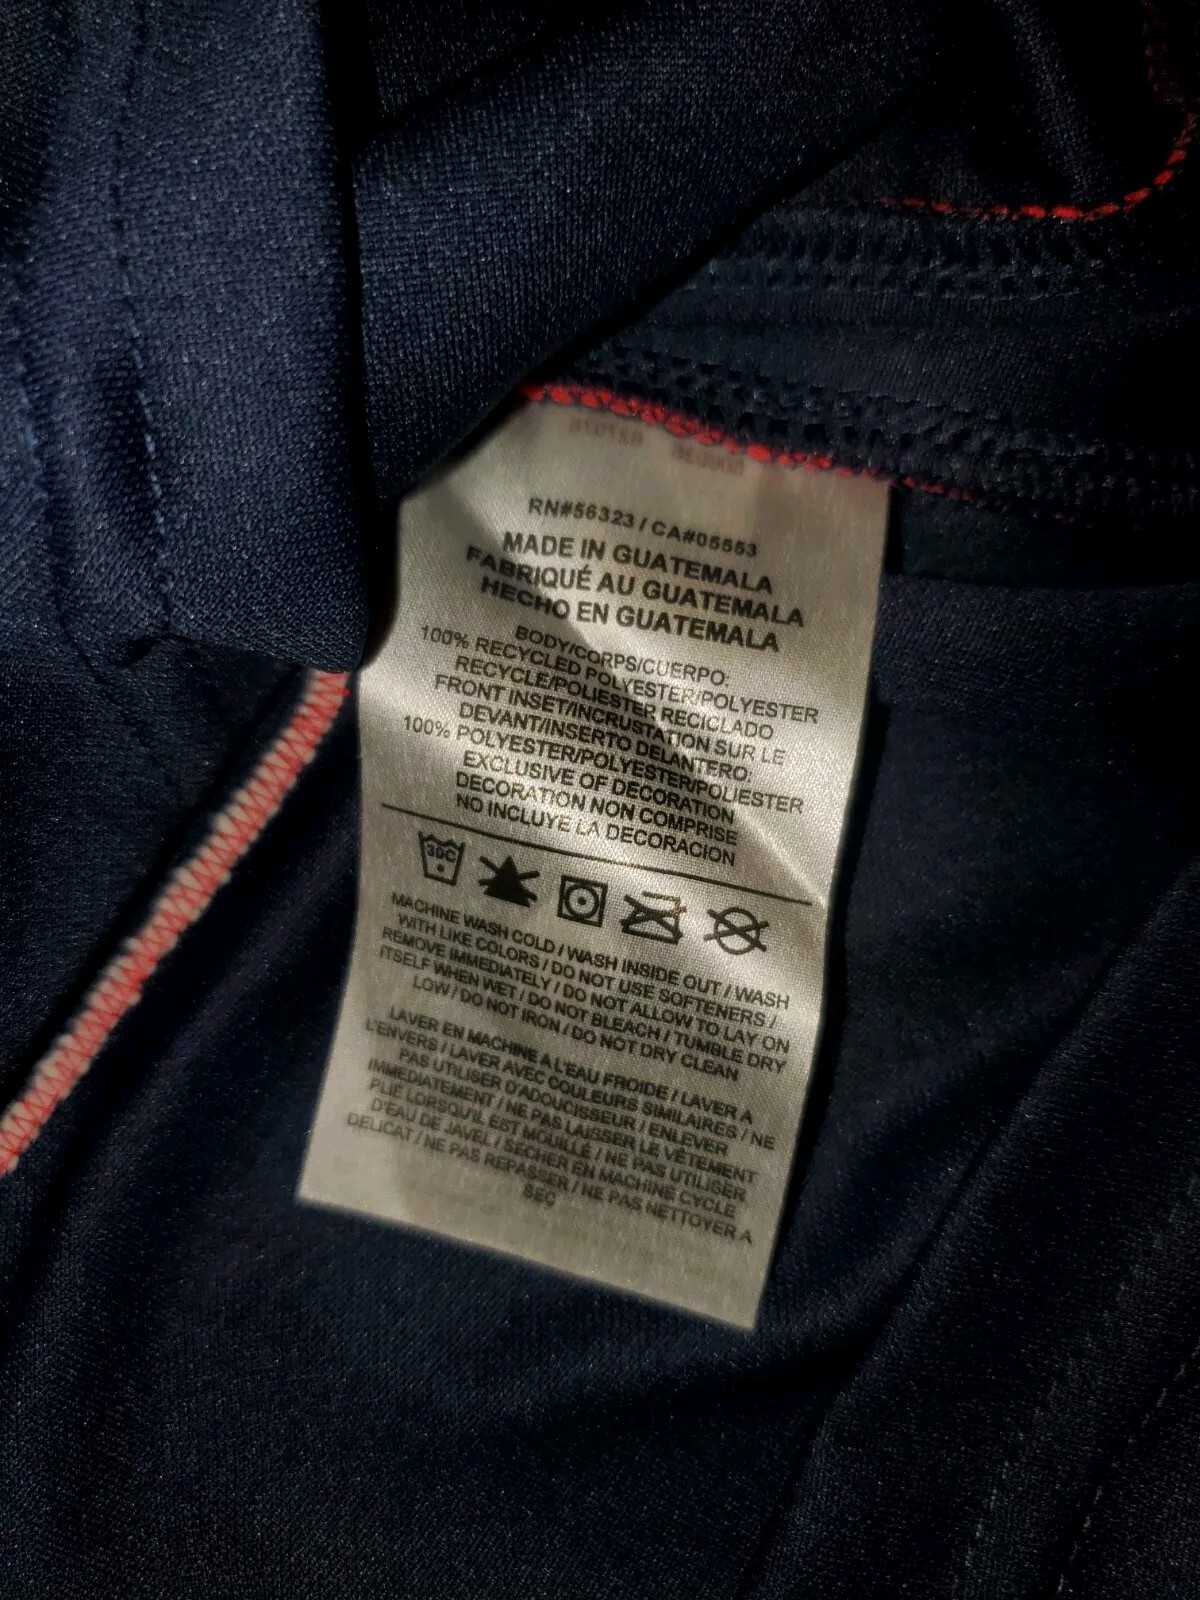 RN#56323 / CA#05553
MADE IN GUATEMALA
FABRIQUÉ AU GUATEMALA
HECHO EN GUATEMALA
BODY/CORPS/CUERPO:
100% RECYCLED POLYESTER/POLYESTER
RECYCLE/POLIESTER RECICLADO
FRONT INSET/INCRUSTATION SUR LE
DEVANT/INSERTO DELANTERO:
100% POLYESTER/POLYESTER/POLIESTER
EXCLUSIVE OF DECORATION
DECORATION NON COMPRISE
NO INCLUYE LA DECORACION
30C
MACHINE WASH COLD / WASH INSIDE OUT / WASH
WITH LIKE COLORS / DO NOT USE SOFTENERS /
REMOVE IMMEDIATELY / DO NOT ALLOW TO LAY ON
ITSELF WHEN WET / DO NOT BLEACH / TUMBLE DRY
LOW / DO NOT IRON / DO NOT DRY CLEAN
LAVER EN MACHINE A L'EAU FROIDE / LAVER A
L'ENVERS / LAVER AVEC COULEURS SIMILAIRES / NE
PAS UTILISER D'ADOUCISSEUR / ENLEVER
IMMEDIATEMENT / NE PAS LAISSER LE VÊTEMENT
PLIÉ LORSQU'IL EST MOUILLÉ / NE PAS UTILISER
D'EAU DE JAVEL / SECHER EN MACHINE CYCLE
DELICAT / NE PAS REPASSER / NE PAS NETTOYER A
SEC